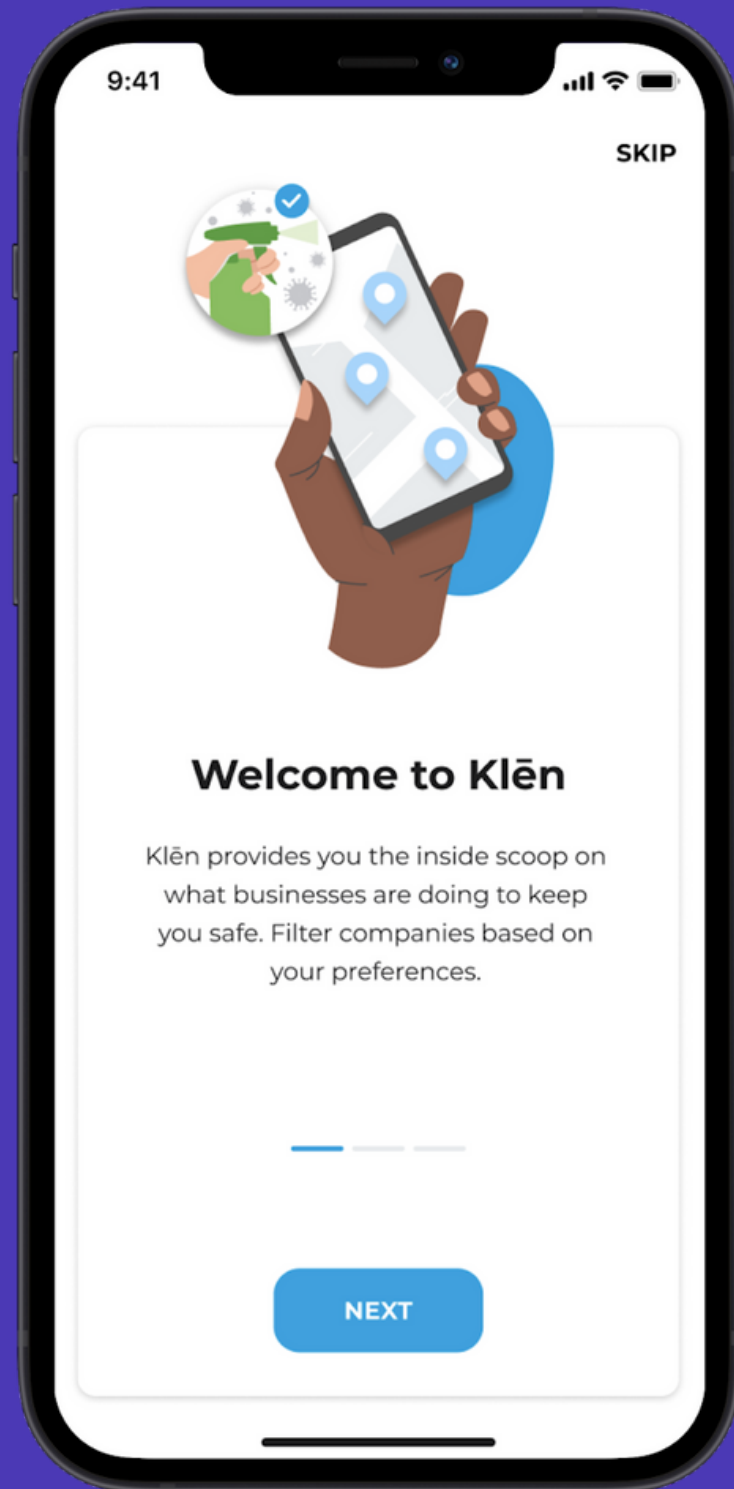 9:41
SKIP
Welcome to Klēn
Klēn provides you the inside scoop on
what businesses are doing to keep
you safe. Filter companies based on
your preferences.
NEXT